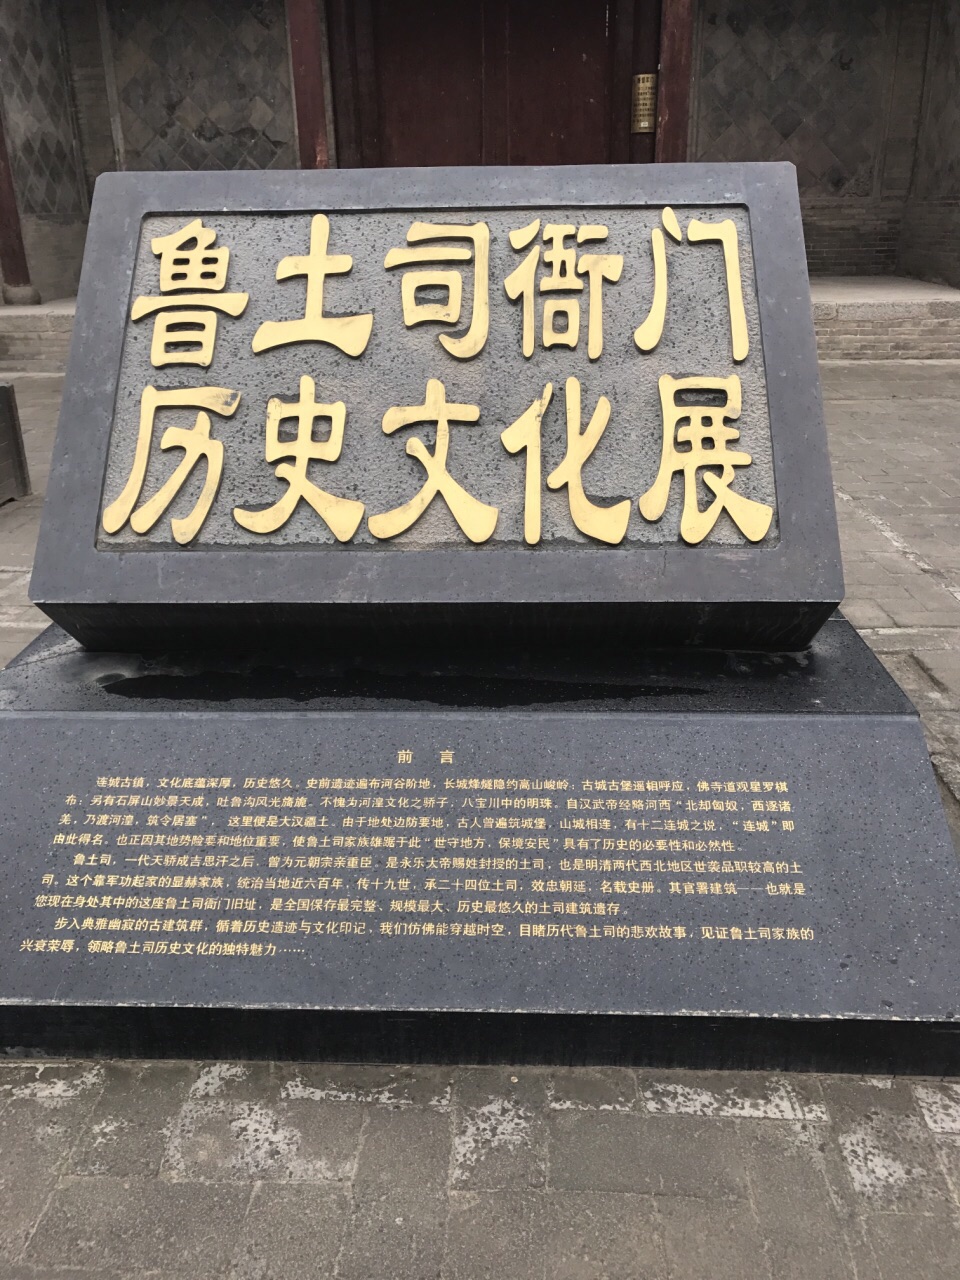 鲁土司衙门
历史文化展
前 言
连城古镇，文化底蕴深厚，历史悠久。史前遗迹遍布河谷阶地，长城烽燧隐约高山峻岭；古城古堡遥相呼应，佛寺道观星罗棋
布；另有石屏山妙景天成，吐鲁沟风光旖旎。不愧为河湟文化之骄子，八宝川中的明珠。自汉武帝经略河西“北却匈奴，西逐诸
羌，乃渡河湟，筑令居塞”，这里便是大汉疆土。由于地处边防要地，古人曾遍筑城堡，山城相连，有十二连城之说，“连城”即
由此得名。也正因其地势险要和地位重要，使鲁土司家族雄踞于此“世守地方，保境安民”具有了历史的必要性和必然性。
鲁土司，一代天骄成吉思汗之后，曾为元朝宗亲重臣。是永乐大帝赐姓封授的土司，也是明清两代西北地区世袭品职较高的土
司。这个靠军功起家的显赫家族，统治当地近六百年，传十九世，承二十四位土司，效忠朝廷，名载史册。其官署建筑——也就是
您现在身处其中的这座鲁土司衙门旧址，是全国保存最完整、规模最大、历史最悠久的土司建筑遗存。
步入典雅幽寂的古建筑群，循着历史遗迹与文化印记，我们仿佛能穿越时空，目睹历代鲁土司的悲欢故事，见证鲁土司家族的
兴衰荣辱，领略鲁土司历史文化的独特魅力……